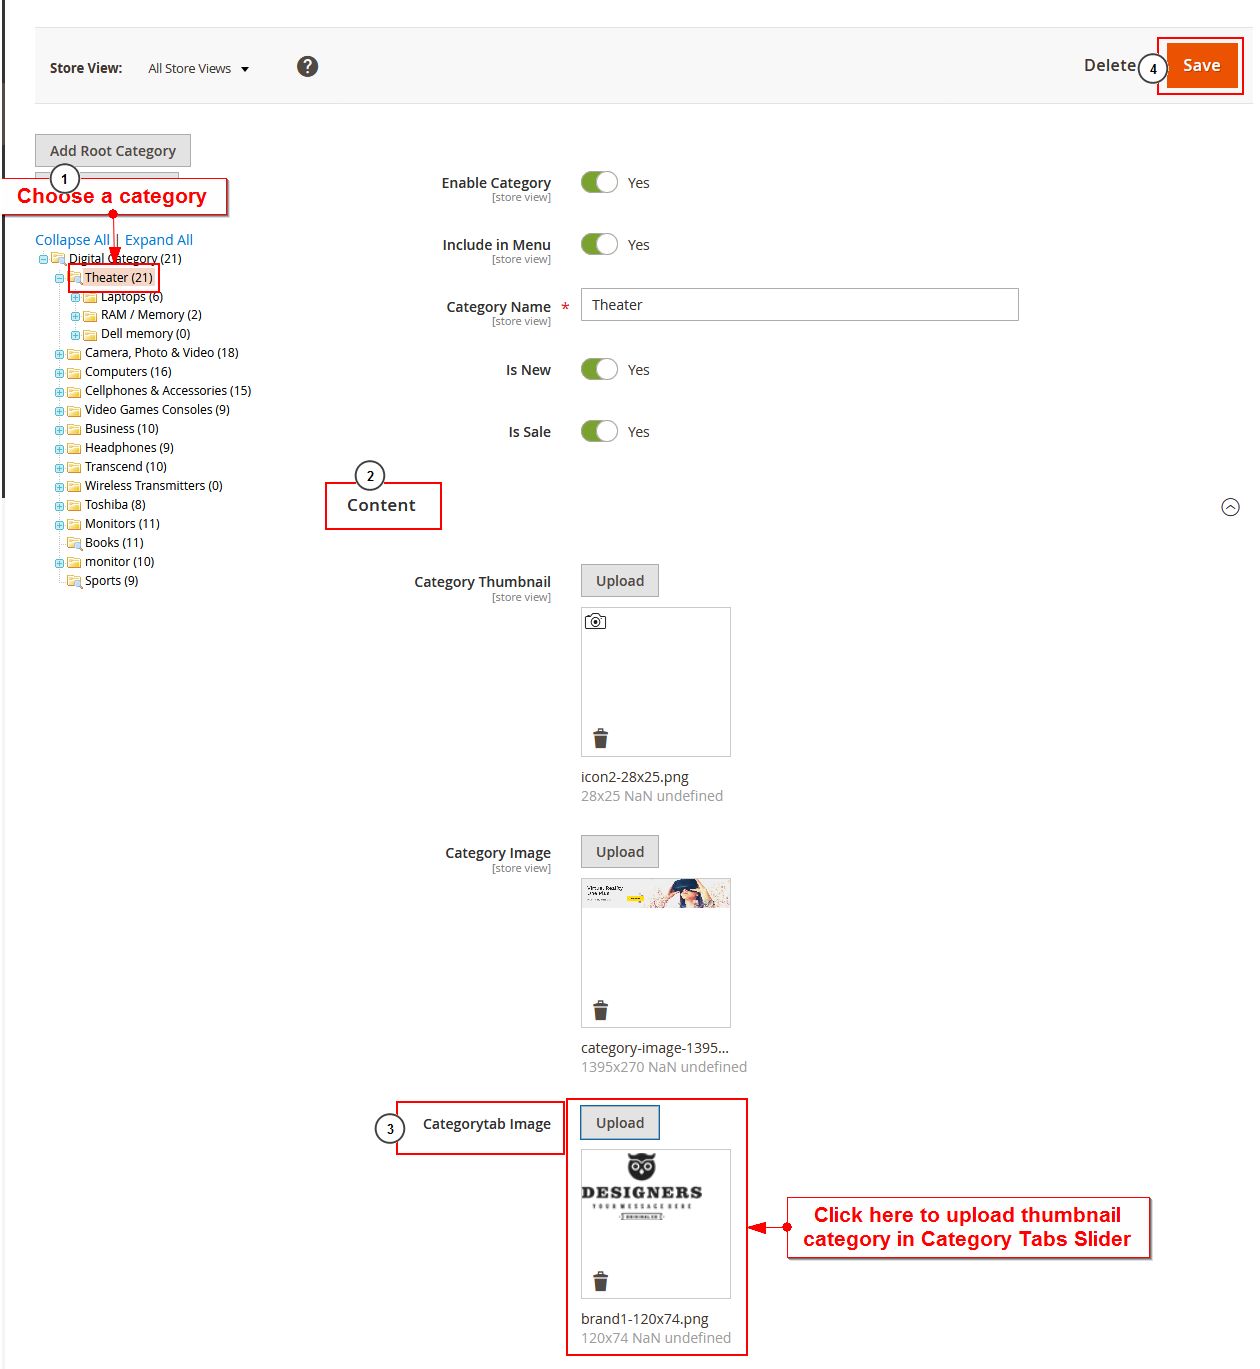 Store View: All Store Views ?
Delete 4 Save
Add Root Category
1
Choose a category
Collapse All | Expand All
Digital Category (21)
Theater (21)
Laptops (6)
RAM / Memory (2)
Dell memory (0)
Camera, Photo & Video (18)
Computers (16)
Cellphones & Accessories (15)
Video Games Consoles (9)
Business (10)
Headphones (9)
Transcend (10)
Wireless Transmitters (0)
Toshiba (8)
Monitors (11)
Books (11)
monitor (10)
Sports (9)
Enable Category Yes
[store view]
Include in Menu Yes
[store view]
Category Name * Theater
[store view]
Is New Yes
Is Sale Yes
2
Content
Category Thumbnail Upload
[store view]
icon2-28x25.png
28x25 NaN undefined
Category Image Upload
[store view]
Virtual Reality
One Plus
category-image-1395...
1395x270 NaN undefined
3 Categorytab Image Upload
DESIGNERS
YOUR MESSAGE HERE
brand1-120x74.png
120x74 NaN undefined
Click here to upload thumbnail
category in Category Tabs Slider